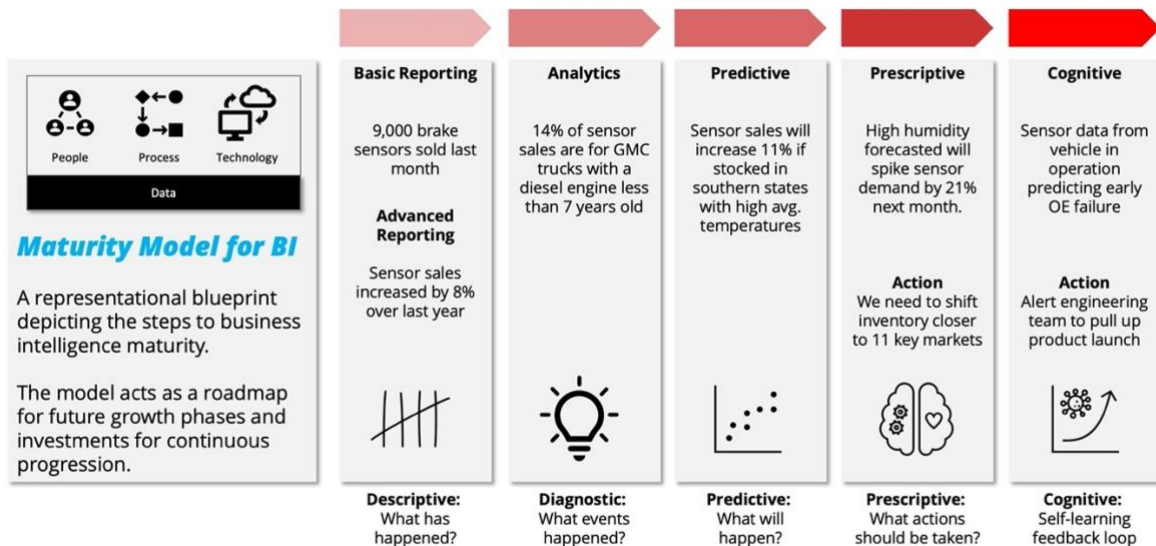 People
Process
Technology
Data
Maturity Model for BI
A representational blueprint
depicting the steps to business
intelligence maturity.
The model acts as a roadmap
for future growth phases and
investments for continuous
progression.
Basic Reporting
9,000 brake
sensors sold last
month
Advanced
Reporting
Sensor sales
increased by 8%
over last year
Descriptive:
What has
happened?
Analytics
14% of sensor
sales are for GMC
trucks with a
diesel engine less
than 7 years old
Diagnostic:
What events
happened?
Predictive
Sensor sales will
increase 11% if
stocked in
southern states
with high avg.
temperatures
Predictive:
What will
happen?
Prescriptive
High humidity
forecasted will
spike sensor
demand by 21%
next month.
Action
We need to shift
inventory closer
to 11 key markets
Prescriptive:
What actions
should be taken?
Cognitive
Sensor data from
vehicle in
operation
predicting early
OE failure
Action
Alert engineering
team to pull up
product launch
Cognitive:
Self-learning
feedback loop